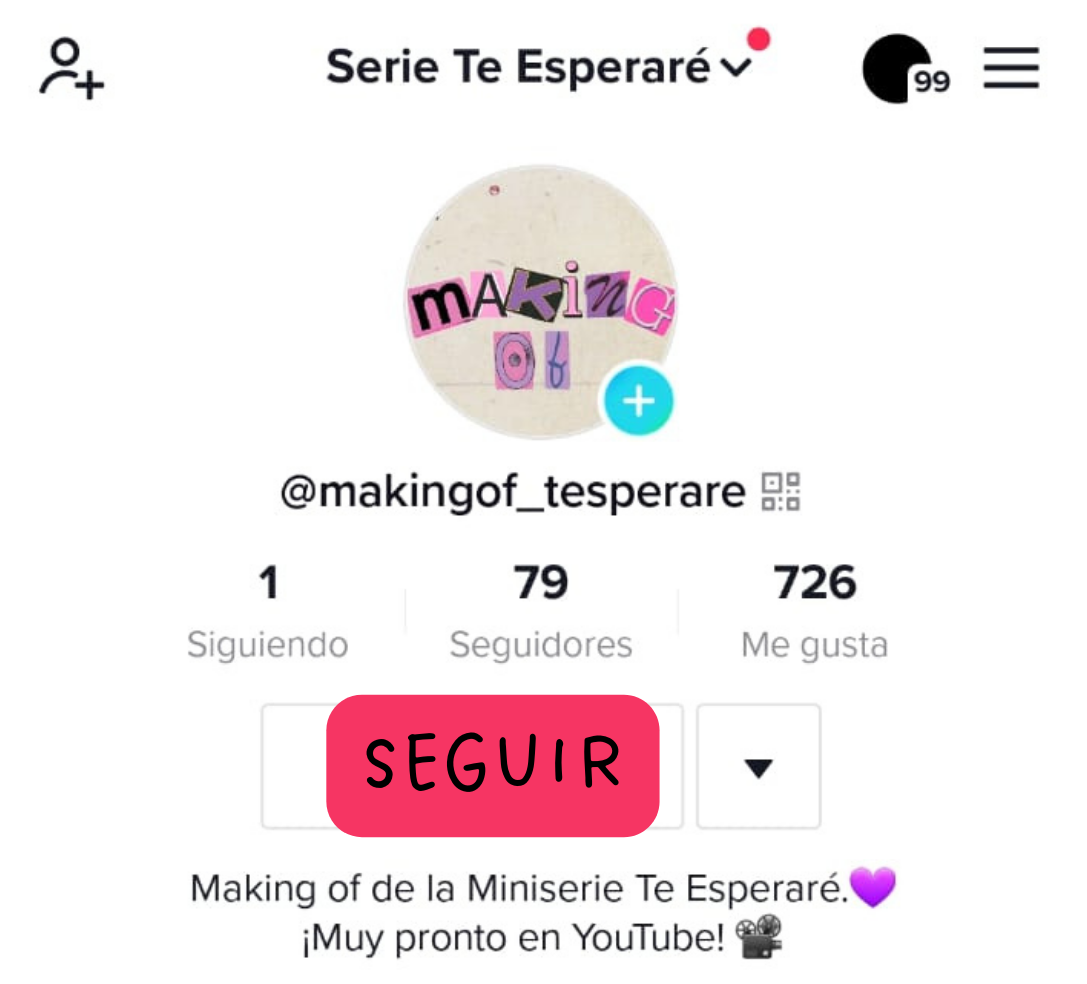 Serie Te Esperaré
99
mAKiNG
Of
@makingof_tesperare
1
79
726
Siguiendo
Seguidores
Me gusta
SEGUIR
Making of de la Miniserie Te Esperaré.💜
¡Muy pronto en YouTube! 📽️